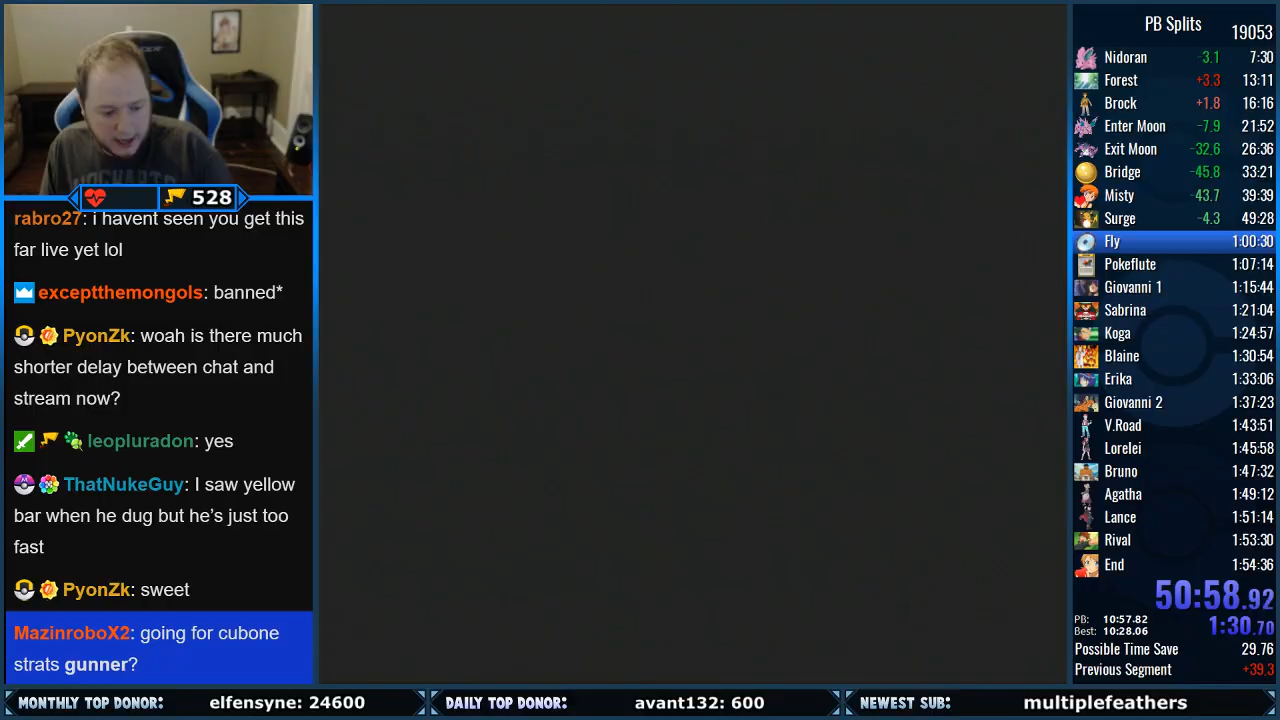 528
rabro27: i havent seen you get this
far live yet lol
exceptthemongols: banned*
PyonZk: woah is there much
shorter delay between chat and
stream now?
leopluradon: yes
ThatNukeGuy: I saw yellow
bar when he dug but he's just too
fast
PyonZk: sweet
MazinroboX2: going for cubone
strats gunner?
PB Splits 19053
Nidoran -3.1 7:30
Forest +3.3 13:11
Brock +1.8 16:16
Enter Moon -7.9 21:52
Exit Moon -32.6 26:36
Bridge -45.8 33:21
Misty -43.7 39:39
Surge -4.3 49:28
Fly 1:00:30
Pokeflute 1:07:14
Giovanni 1 1:15:44
Sabrina 1:21:04
Koga 1:24:57
Blaine 1:30:54
Erika 1:33:06
Giovanni 2 1:37:23
V.Road 1:43:51
Lorelei 1:45:58
Bruno 1:47:32
Agatha 1:49:12
Lance 1:51:14
Rival 1:53:30
End 1:54:36
50:58.92
PB: 10:57.82
Best: 10:28.06
1:30.70
Possible Time Save 29.76
Previous Segment +39.3
MONTHLY TOP DONOR: elfensyne: 24600 DAILY TOP DONOR: avant132: 600 NEWEST SUB: multiplefeathers